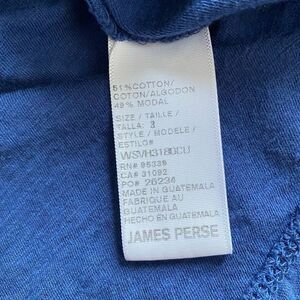 51%COTTON/
COTON/ALGODON
49% MODAL
SIZE / TAILLE /
TALLA: 3
STYLE / MODELE /
ESTILO#
WSVH3180CU
RN# 95339
CA# 31092
PO# 26234
MADE IN GUATEMALA
FABRIQUE AU
GUATEMALA
HECHO EN GUATEMALA
JAMES PERSE